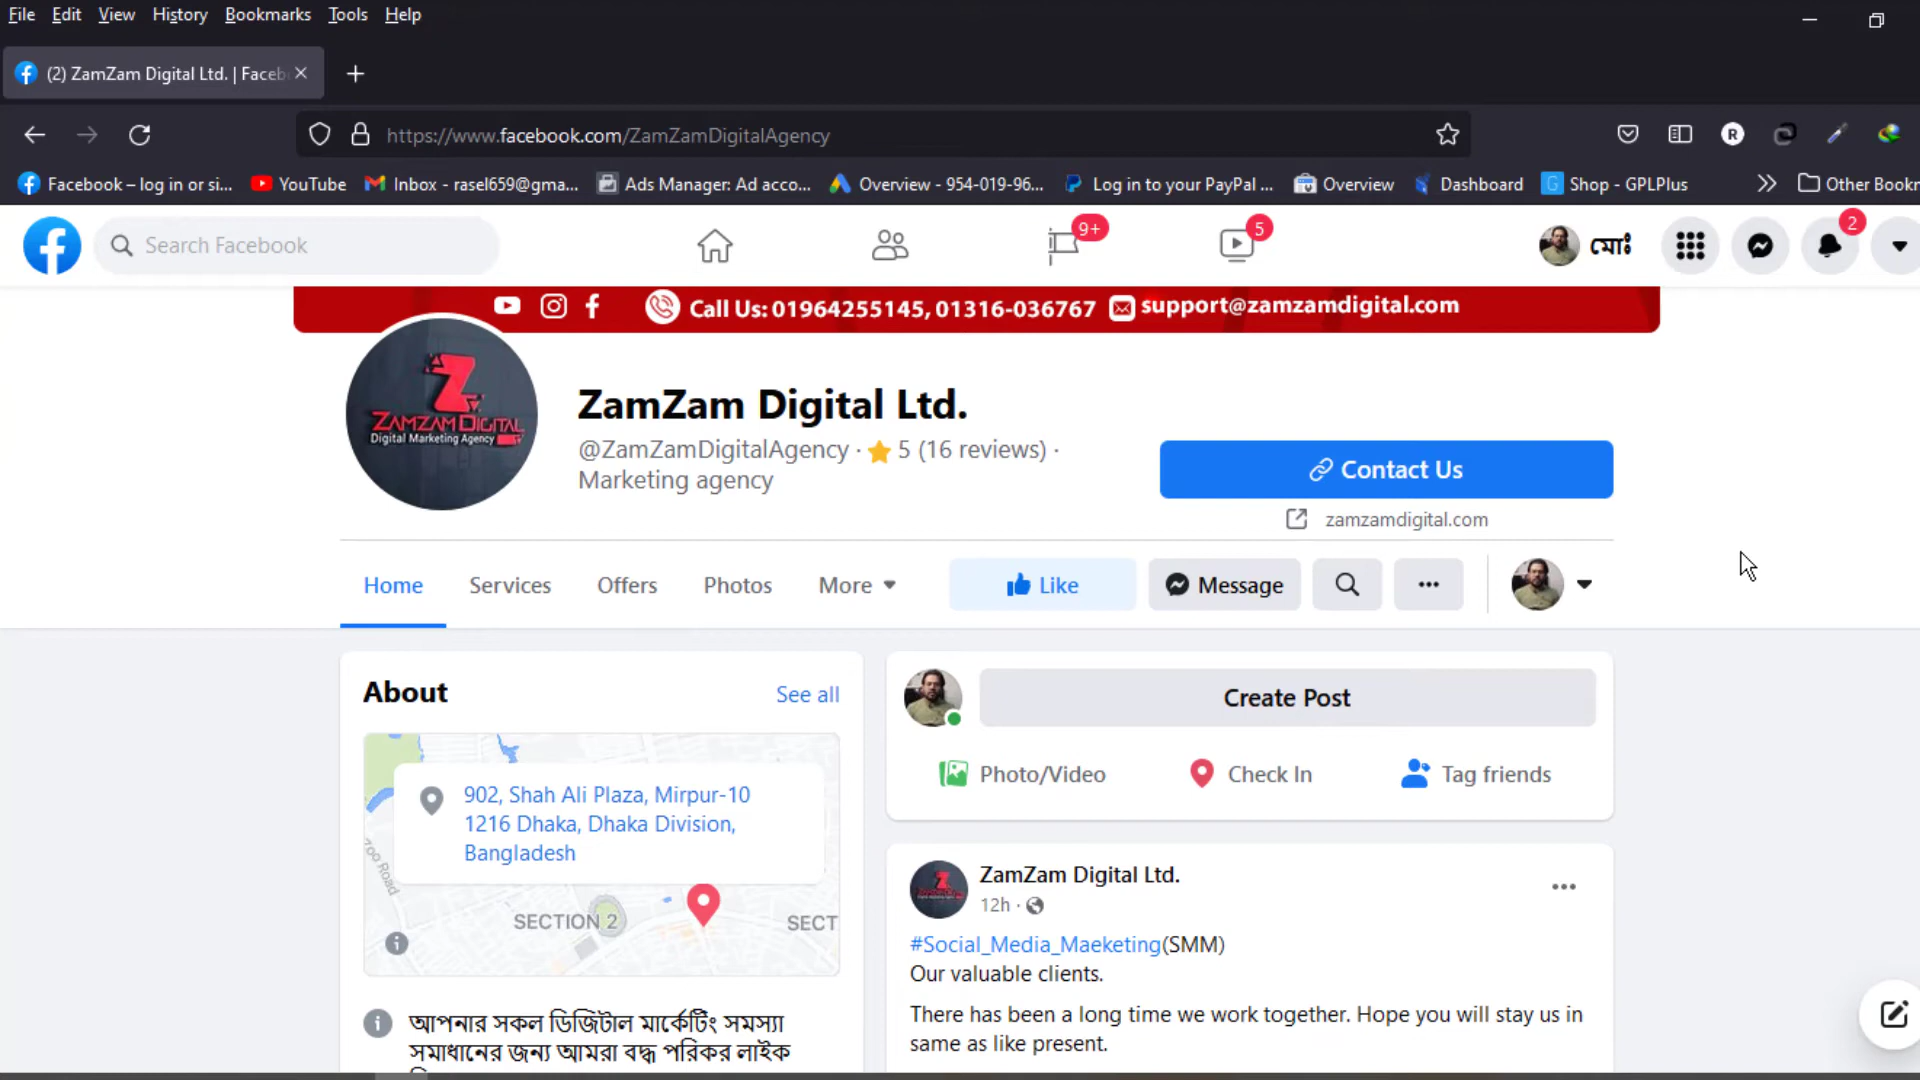 File Edit View History Bookmarks Tools Help
(2) ZamZam Digital Ltd. | Faceb
https://www.facebook.com/ZamZamDigitalAgency
Facebook – log in or si... YouTube Inbox - rasel659@gma... Ads Manager: Ad acco... Overview - 954-019-96... Log in to your PayPal ... Overview Dashboard Shop - GPLPlus Other Bookn
Search Facebook 9+ 5 মোঃ 2
Call Us: 01964255145, 01316-036767 support@zamzamdigital.com
ZAMZAM DIGITAL
Digital Marketing Agency
ZamZam Digital Ltd.
@ZamZamDigitalAgency · 5 (16 reviews) ·
Marketing agency
Contact Us
zamzamdigital.com
Home Services Offers Photos More Like Message
About See all
902, Shah Ali Plaza, Mirpur-10
1216 Dhaka, Dhaka Division,
Bangladesh
Zoo Road
SECTION 2 SECT
আপনার সকল ডিজিটাল মার্কেটিং সমস্যা
সমাধানের জন্য আমরা বদ্ধ পরিকর লাইক
Create Post
Photo/Video Check In Tag friends
ZamZam Digital Ltd.
12h ·
#Social_Media_Maeketing(SMM)
Our valuable clients.
There has been a long time we work together. Hope you will stay us in
same as like present.